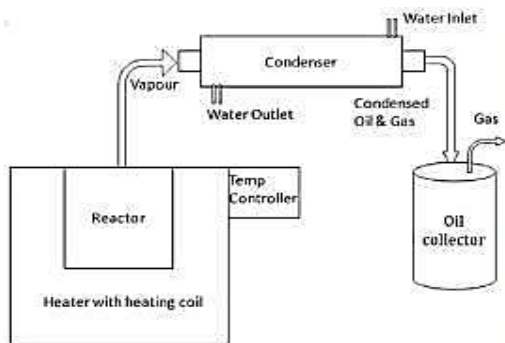 Water Inlet
Condenser
Vapour
Water Outlet
Condensed
Oil & Gas
Gas
Temp
Controller
Reactor
Oil
collector
Heater with heating coil